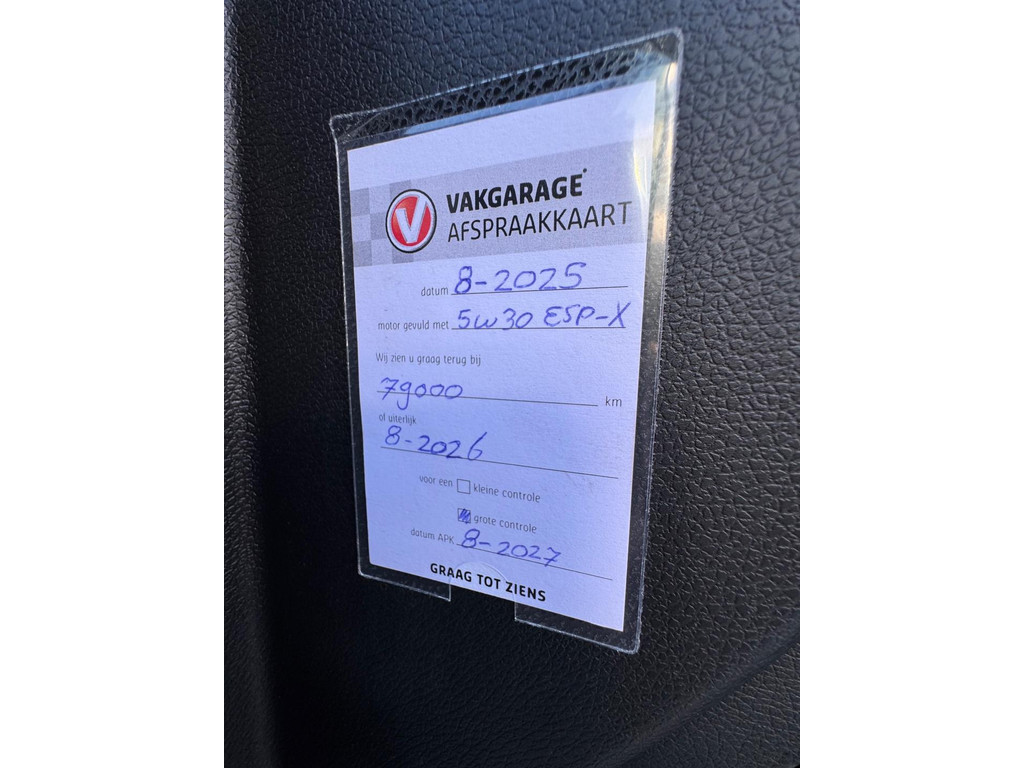 V
VAKGARAGE
AFSPRAAKKAART
datum 8-2025
motor gevuld met 5W30 ESP-X
Wij zien u graag terug bij
79000 km
of uiterlijk
8-2026
voor een kleine controle
grote controle
datum APK 8-2027
GRAAG TOT ZIENS